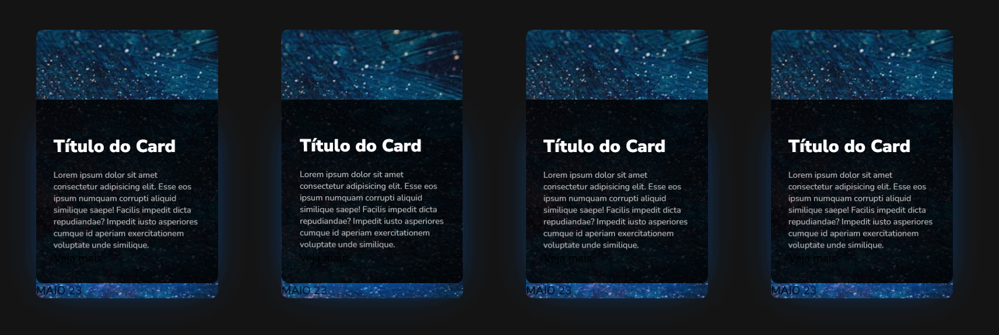 Título do Card
Lorem ipsum dolor sit amet
consectetur adipisicing elit. Esse eos
ipsum numquam corrupti aliquid
similique saepe! Facilis impedit dicta
repudiandae? Impedit iusto asperiores
cumque id aperiam exercitationem
voluptate unde similique.
Veja mais
MAIO 23
Título do Card
Lorem ipsum dolor sit amet
consectetur adipisicing elit. Esse eos
ipsum numquam corrupti aliquid
similique saepe! Facilis impedit dicta
repudiandae? Impedit iusto asperiores
cumque id aperiam exercitationem
voluptate unde similique.
Veja mais
MAIO 23
Título do Card
Lorem ipsum dolor sit amet
consectetur adipisicing elit. Esse eos
ipsum numquam corrupti aliquid
similique saepe! Facilis impedit dicta
repudiandae? Impedit iusto asperiores
cumque id aperiam exercitationem
voluptate unde similique.
Veja mais
MAIO 23
Título do Card
Lorem ipsum dolor sit amet
consectetur adipisicing elit. Esse eos
ipsum numquam corrupti aliquid
similique saepe! Facilis impedit dicta
repudiandae? Impedit iusto asperiores
cumque id aperiam exercitationem
voluptate unde similique.
Veja mais
MAIO 23